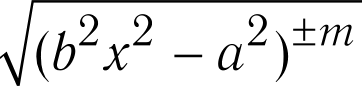 √(b²x² − a²)^{±m}